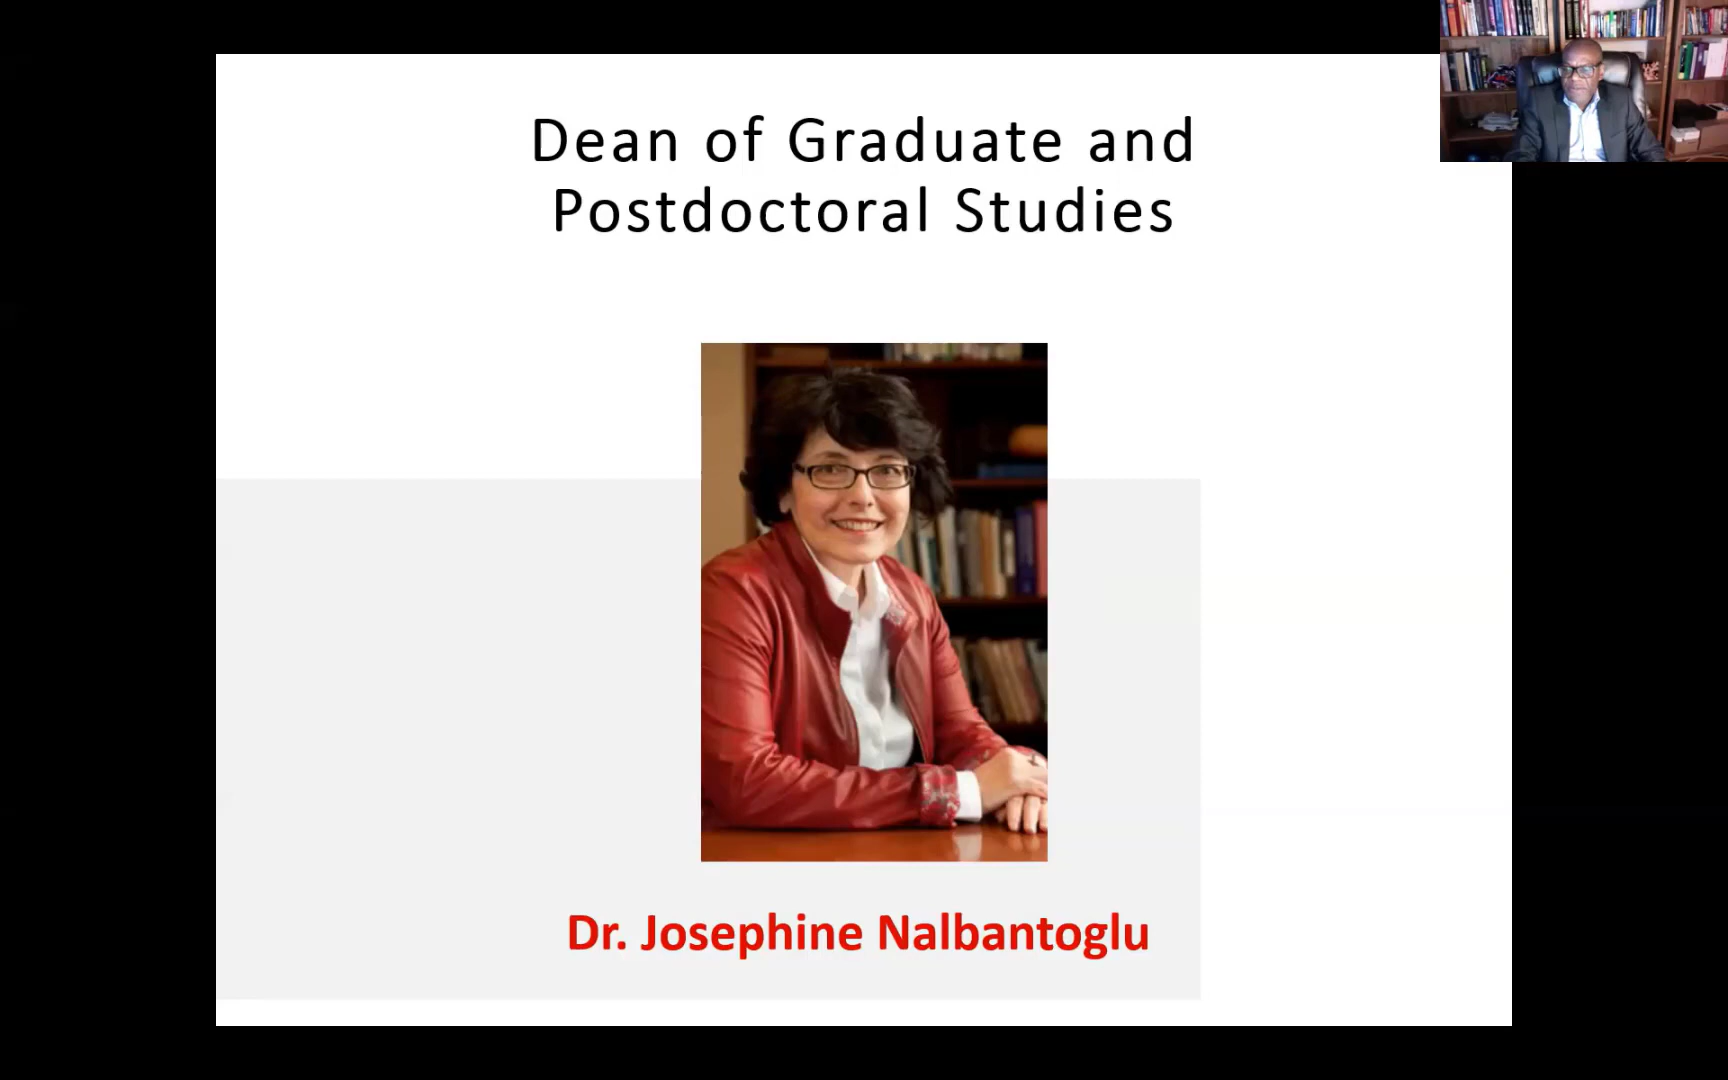 Dean of Graduate and
Postdoctoral Studies
Dr. Josephine Nalbantoglu